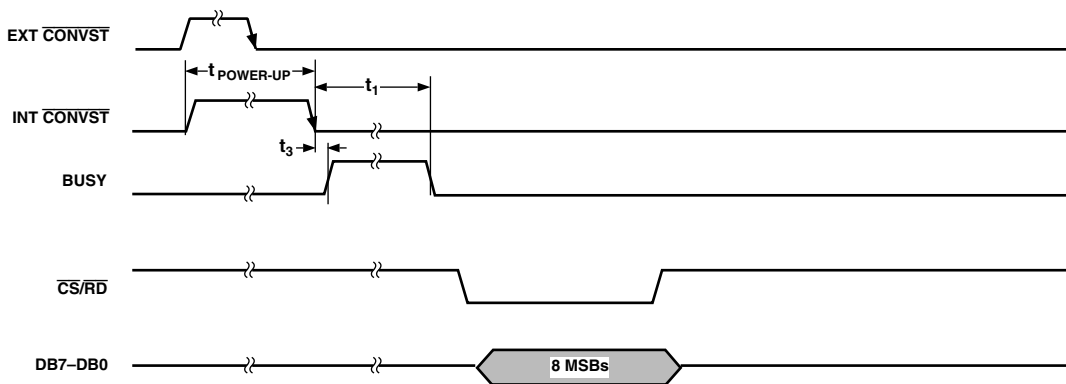 EXT CONVST
t POWER-UP
t1
INT CONVST
t3
BUSY
CS/RD
DB7–DB0
8 MSBs